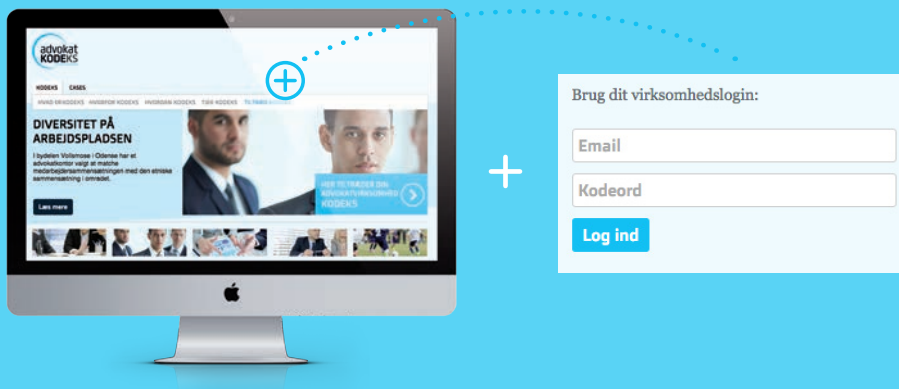 advokat
KODEKS
KODEKS CASES
HVAD ER KODEKS HVORFOR KODEKS HVORDAN KODEKS TJEK KODEKS TILTRÆD
DIVERSITET PÅ
ARBEJDSPLADSEN
I bydelen Vollsmose i Odense har et
advokatkontor valgt at matche
medarbejdersammensætningen med den etniske
sammensætning i området.
Læs mere
HER TILTRÆDER DIN
ADVOKATVIRKSOMHED
KODEKS
Brug dit virksomhedslogin:
Email
Kodeord
Log ind